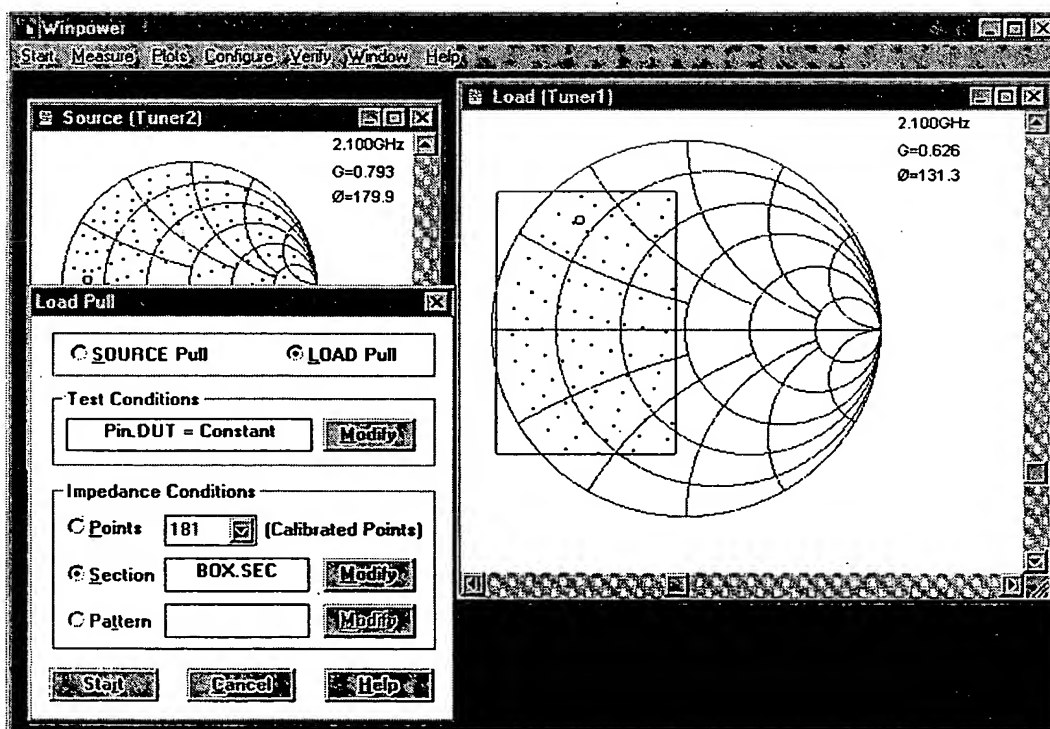 Winpower
Start Measure Plots Configure Verify Window Help
Source (Tuner2)
2.100GHz
G=0.793
Ø=179.9
Load (Tuner1)
2.100GHz
G=0.626
Ø=131.3
Load Pull
SOURCE Pull LOAD Pull
Test Conditions
Pin.DUT = Constant Modify
Impedance Conditions
Points 181 (Calibrated Points)
Section BOX.SEC Modify
Pattern Modify
Start Cancel Help